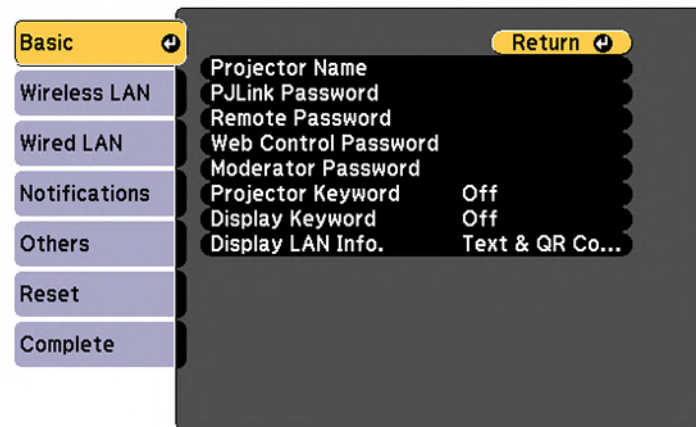 Basic
Wireless LAN
Wired LAN
Notifications
Others
Reset
Complete
Return
Projector Name
PJLink Password
Remote Password
Web Control Password
Moderator Password
Projector Keyword Off
Display Keyword Off
Display LAN Info. Text & QR Co...